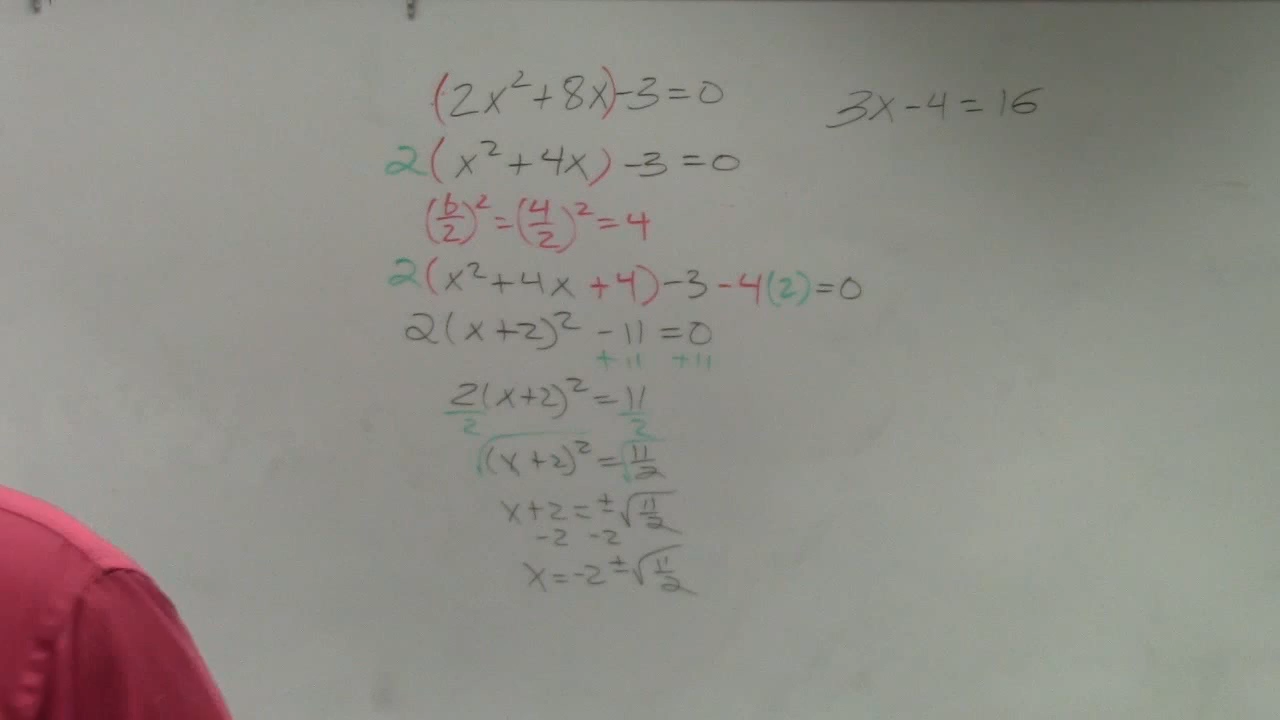 (2x²+8x)-3=0
3x-4=16
2(x²+4x)-3=0
(b/2)²=(4/2)²=4
2(x²+4x+4)-3-4(2)=0
2(x+2)²-11=0
+11 +11
2(x+2)²/2=11/2
√(x+2)²=√11/2
x+2=±√11/2
-2 -2
x=-2±√11/2